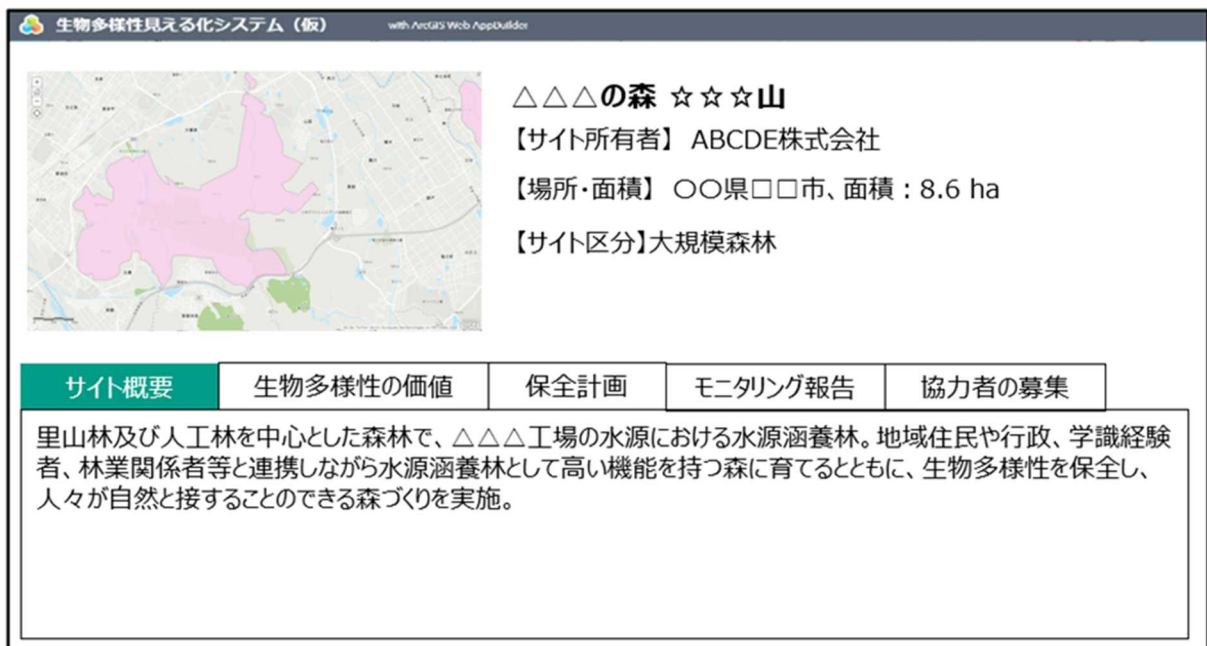 生物多様性見える化システム（仮）
with ArcGIS Web AppBuilder
△△△の森 ☆☆☆山
【サイト所有者】 ABCDE株式会社
【場所・面積】 〇〇県□□市、面積：8.6 ha
【サイト区分】大規模森林
サイト概要
生物多様性の価値
保全計画
モニタリング報告
協力者の募集
里山林及び人工林を中心とした森林で、△△△工場の水源における水源涵養林。地域住民や行政、学識経験
者、林業関係者等と連携しながら水源涵養林として高い機能を持つ森に育てるとともに、生物多様性を保全し、
人々が自然と接することのできる森づくりを実施。